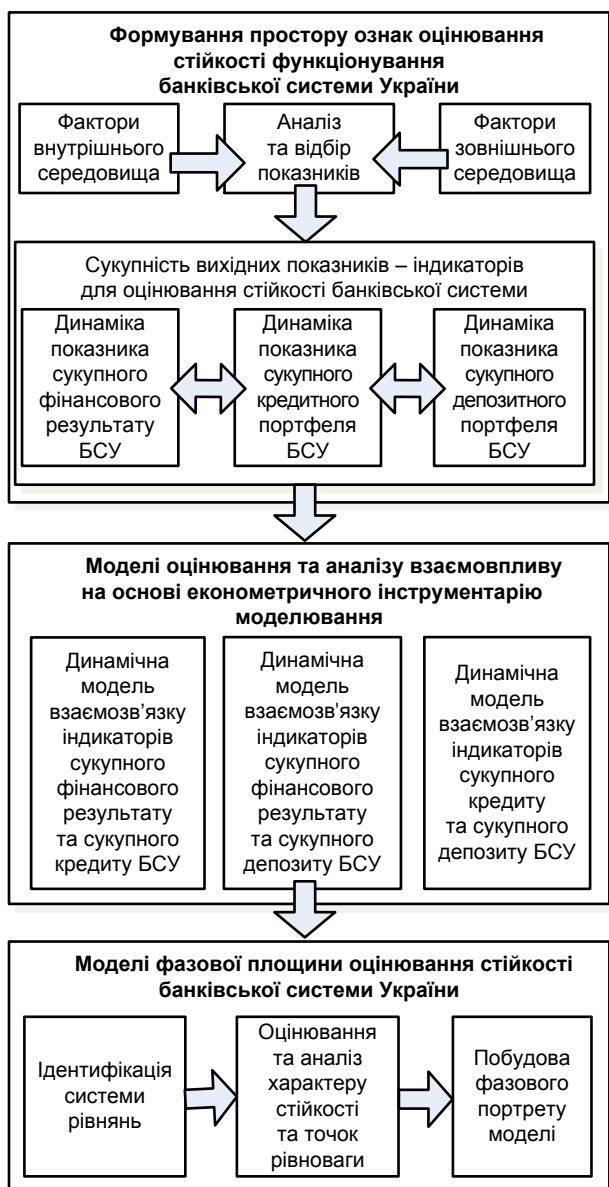 Формування простору ознак оцінювання
стійкості функціонування
банківської системи України
Фактори
внутрішнього
середовища
Аналіз
та відбір
показників
Фактори
зовнішнього
середовища
Сукупність вихідних показників – індикаторів
для оцінювання стійкості банківської системи
Динаміка
показника
сукупного
фінансового
результату
БСУ
Динаміка
показника
сукупного
кредитного
портфеля
БСУ
Динаміка
показника
сукупного
депозитного
портфеля
БСУ
Моделі оцінювання та аналізу взаємовпливу
на основі економетричного інструментарію
моделювання
Динамічна
модель
взаємозв’язку
індикаторів
сукупного
фінансового
результату
та сукупного
кредиту БСУ
Динамічна
модель
взаємозв'язку
індикаторів
сукупного
фінансового
результату
та сукупного
депозиту БСУ
Динамічна
модель
взаємозв’язку
індикаторів
сукупного
кредиту
та сукупного
депозиту БСУ
Моделі фазової площини оцінювання стійкості
банківської системи України
Ідентифікація
системи
рівнянь
Оцінювання
та аналіз
характеру
стійкості
та точок
рівноваги
Побудова
фазового
портрету
моделі